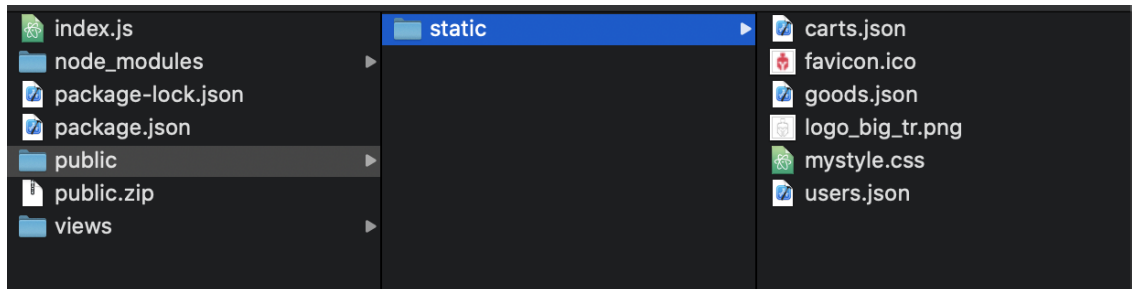 index.js
node_modules
package-lock.json
package.json
public
public.zip
views
static
carts.json
favicon.ico
goods.json
logo_big_tr.png
mystyle.css
users.json